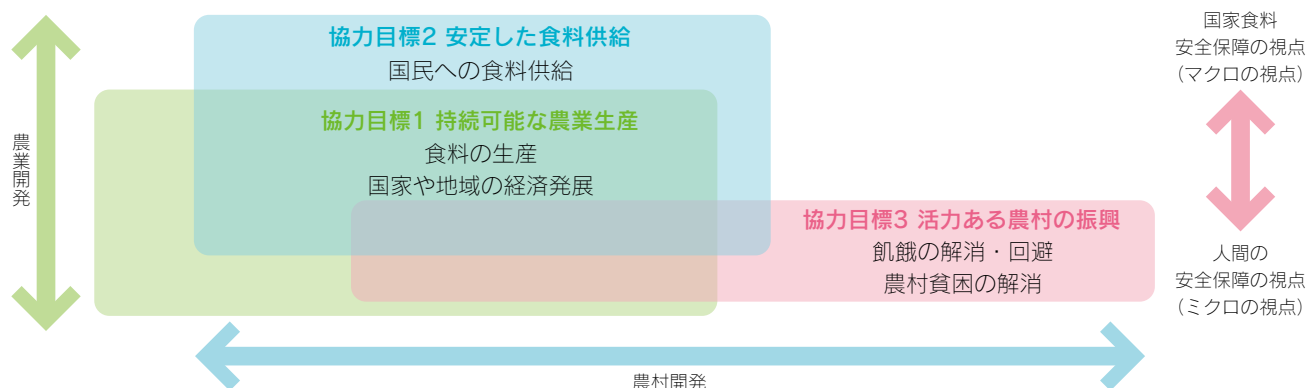 協力目標2 安定した食料供給
国民への食料供給
協力目標1 持続可能な農業生産
食料の生産
国家や地域の経済発展
協力目標3 活力ある農村の振興
飢餓の解消・回避
農村貧困の解消
農業開発
農村開発
国家食料
安全保障の視点
（マクロの視点）
人間の
安全保障の視点
（ミクロの視点）